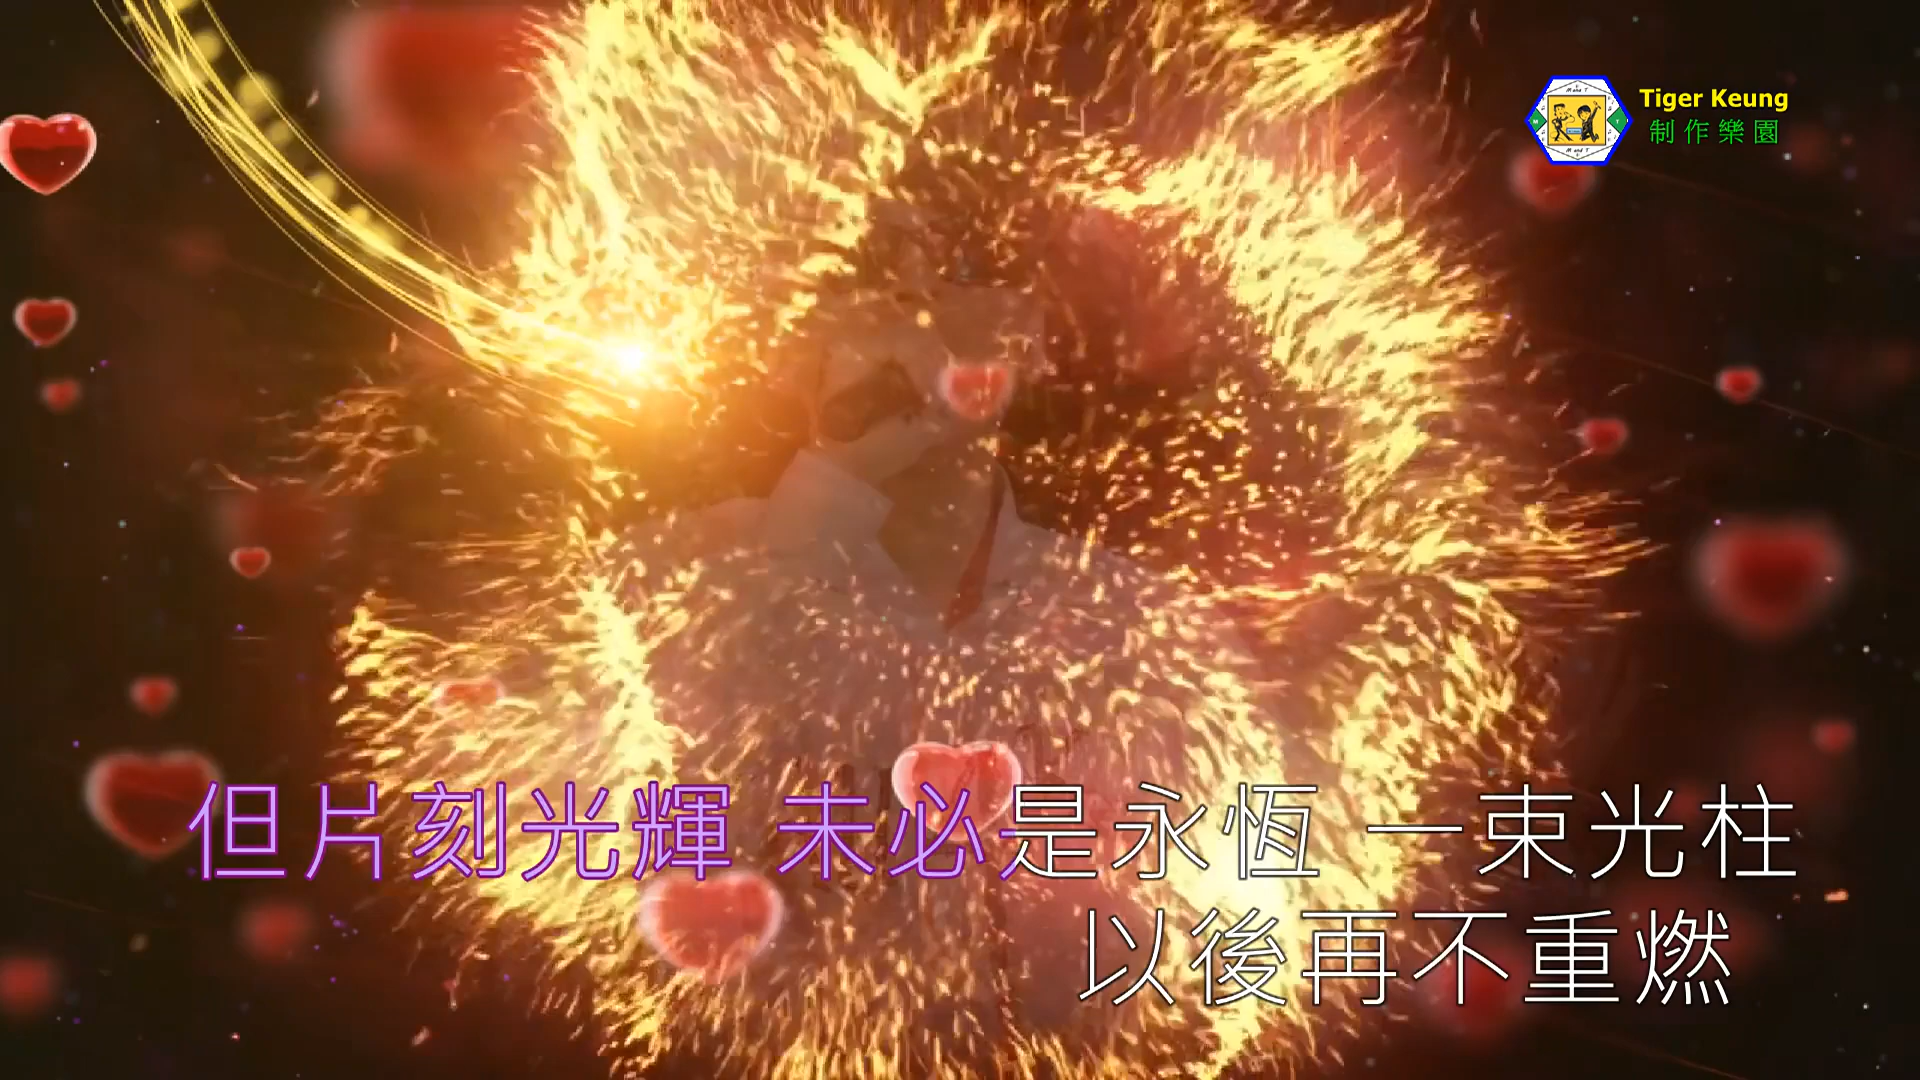 Tiger Keung
制作樂園
但片刻光輝 未必是永恆 一束光柱
以後再不重燃